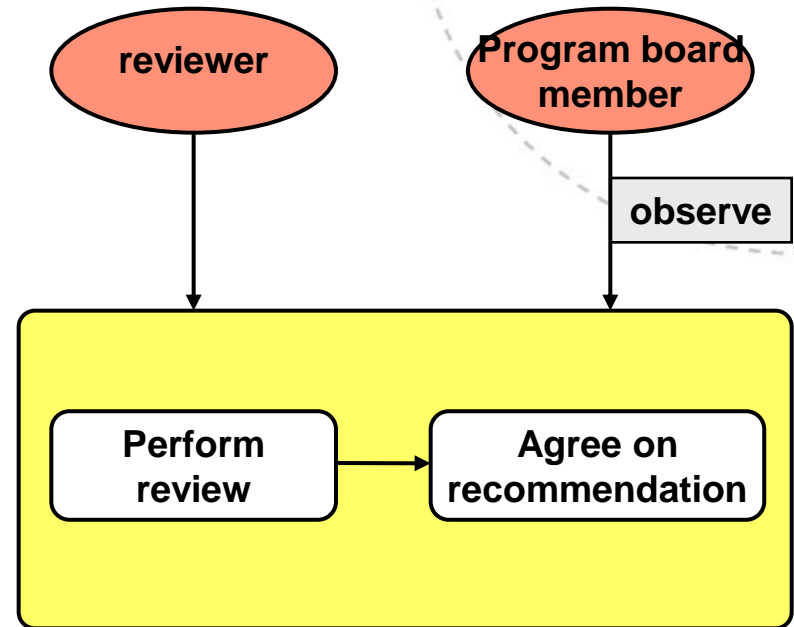 reviewer
Program board
member
observe
Perform
review
Agree on
recommendation